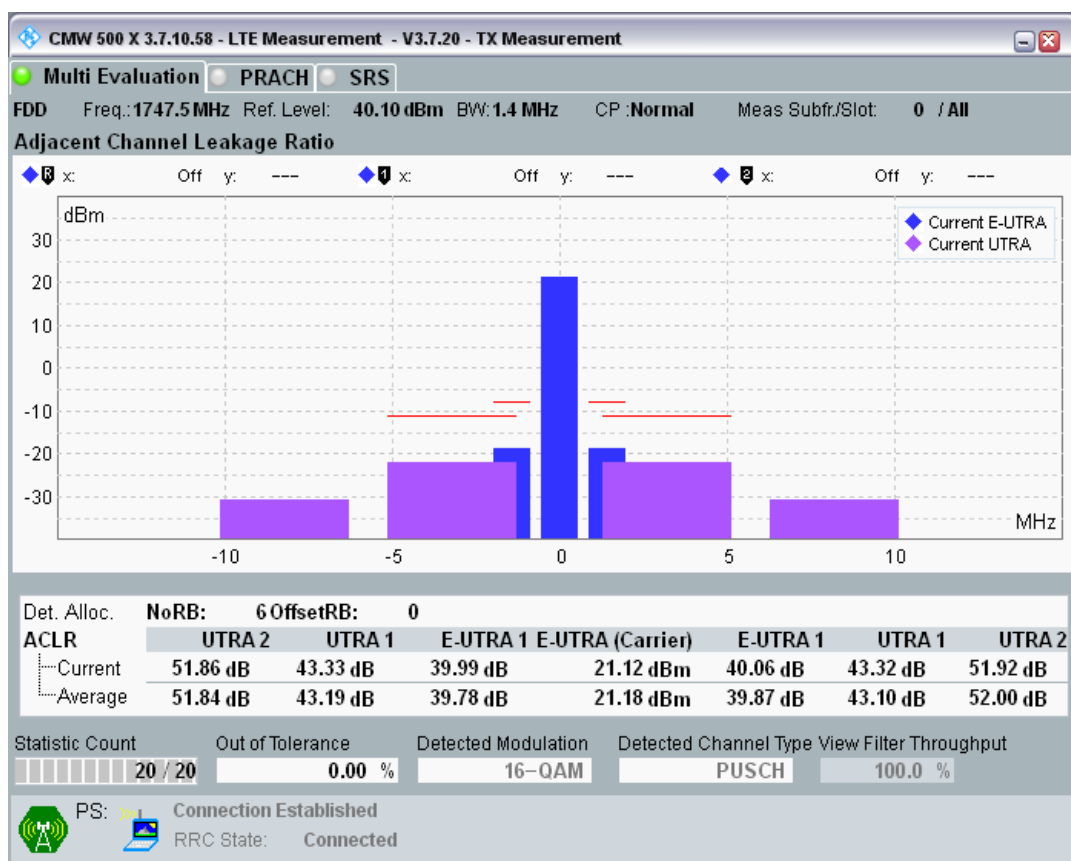 CMW 500 X 3.7.10.58 - LTE Measurement - V3.7.20 - TX Measurement
Multi Evaluation PRACH SRS
FDD Freq.: 1747.5 MHz Ref. Level: 40.10 dBm BW: 1.4 MHz CP : Normal Meas Subfr./Slot: 0 / All
Adjacent Channel Leakage Ratio
R x: Off y: --- 1 x: Off y: --- 2 x: Off y: ---
dBm
Current E-UTRA
Current UTRA
30
20
10
0
-10
-20
-30
MHz
-10 -5 0 5 10
Det. Alloc. NoRB: 6 OffsetRB: 0
ACLR UTRA 2 UTRA 1 E-UTRA 1 E-UTRA (Carrier) E-UTRA 1 UTRA 1 UTRA 2
Current 51.86 dB 43.33 dB 39.99 dB 21.12 dBm 40.06 dB 43.32 dB 51.92 dB
Average 51.84 dB 43.19 dB 39.78 dB 21.18 dBm 39.87 dB 43.10 dB 52.00 dB
Statistic Count Out of Tolerance Detected Modulation Detected Channel Type View Filter Throughput
20 / 20 0.00 % 16-QAM PUSCH 100.0 %
PS: Connection Established
RRC State: Connected